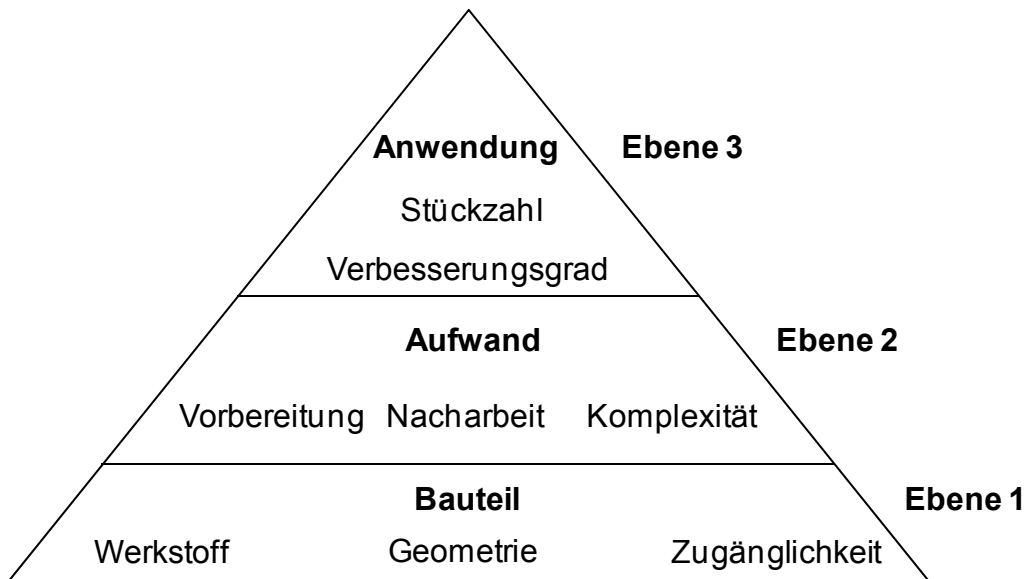 Anwendung Ebene 3
Stückzahl
Verbesserungsgrad
Aufwand Ebene 2
Vorbereitung Nacharbeit Komplexität
Bauteil Ebene 1
Werkstoff Geometrie Zugänglichkeit